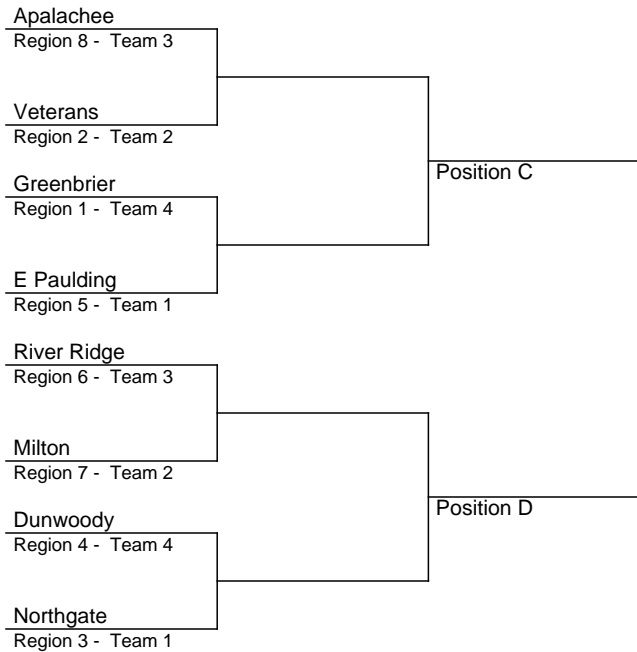 Apalachee
Region 8 - Team 3
Veterans
Region 2 - Team 2
Position C
Greenbrier
Region 1 - Team 4
E Paulding
Region 5 - Team 1
River Ridge
Region 6 - Team 3
Milton
Region 7 - Team 2
Position D
Dunwoody
Region 4 - Team 4
Northgate
Region 3 - Team 1